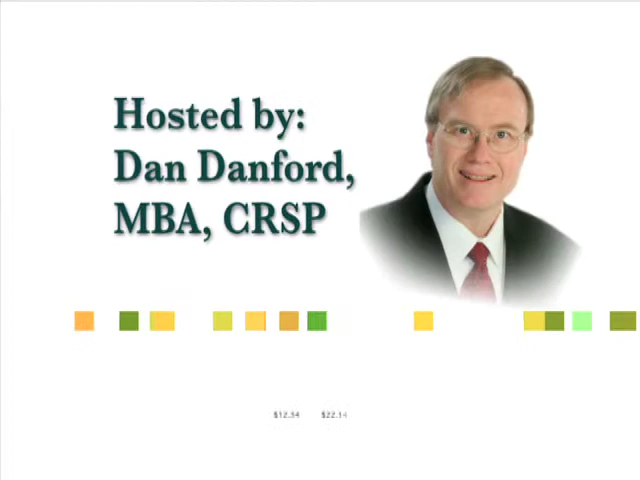 Hosted by:
Dan Danford,
MBA, CRSP
$12.34 $22.14